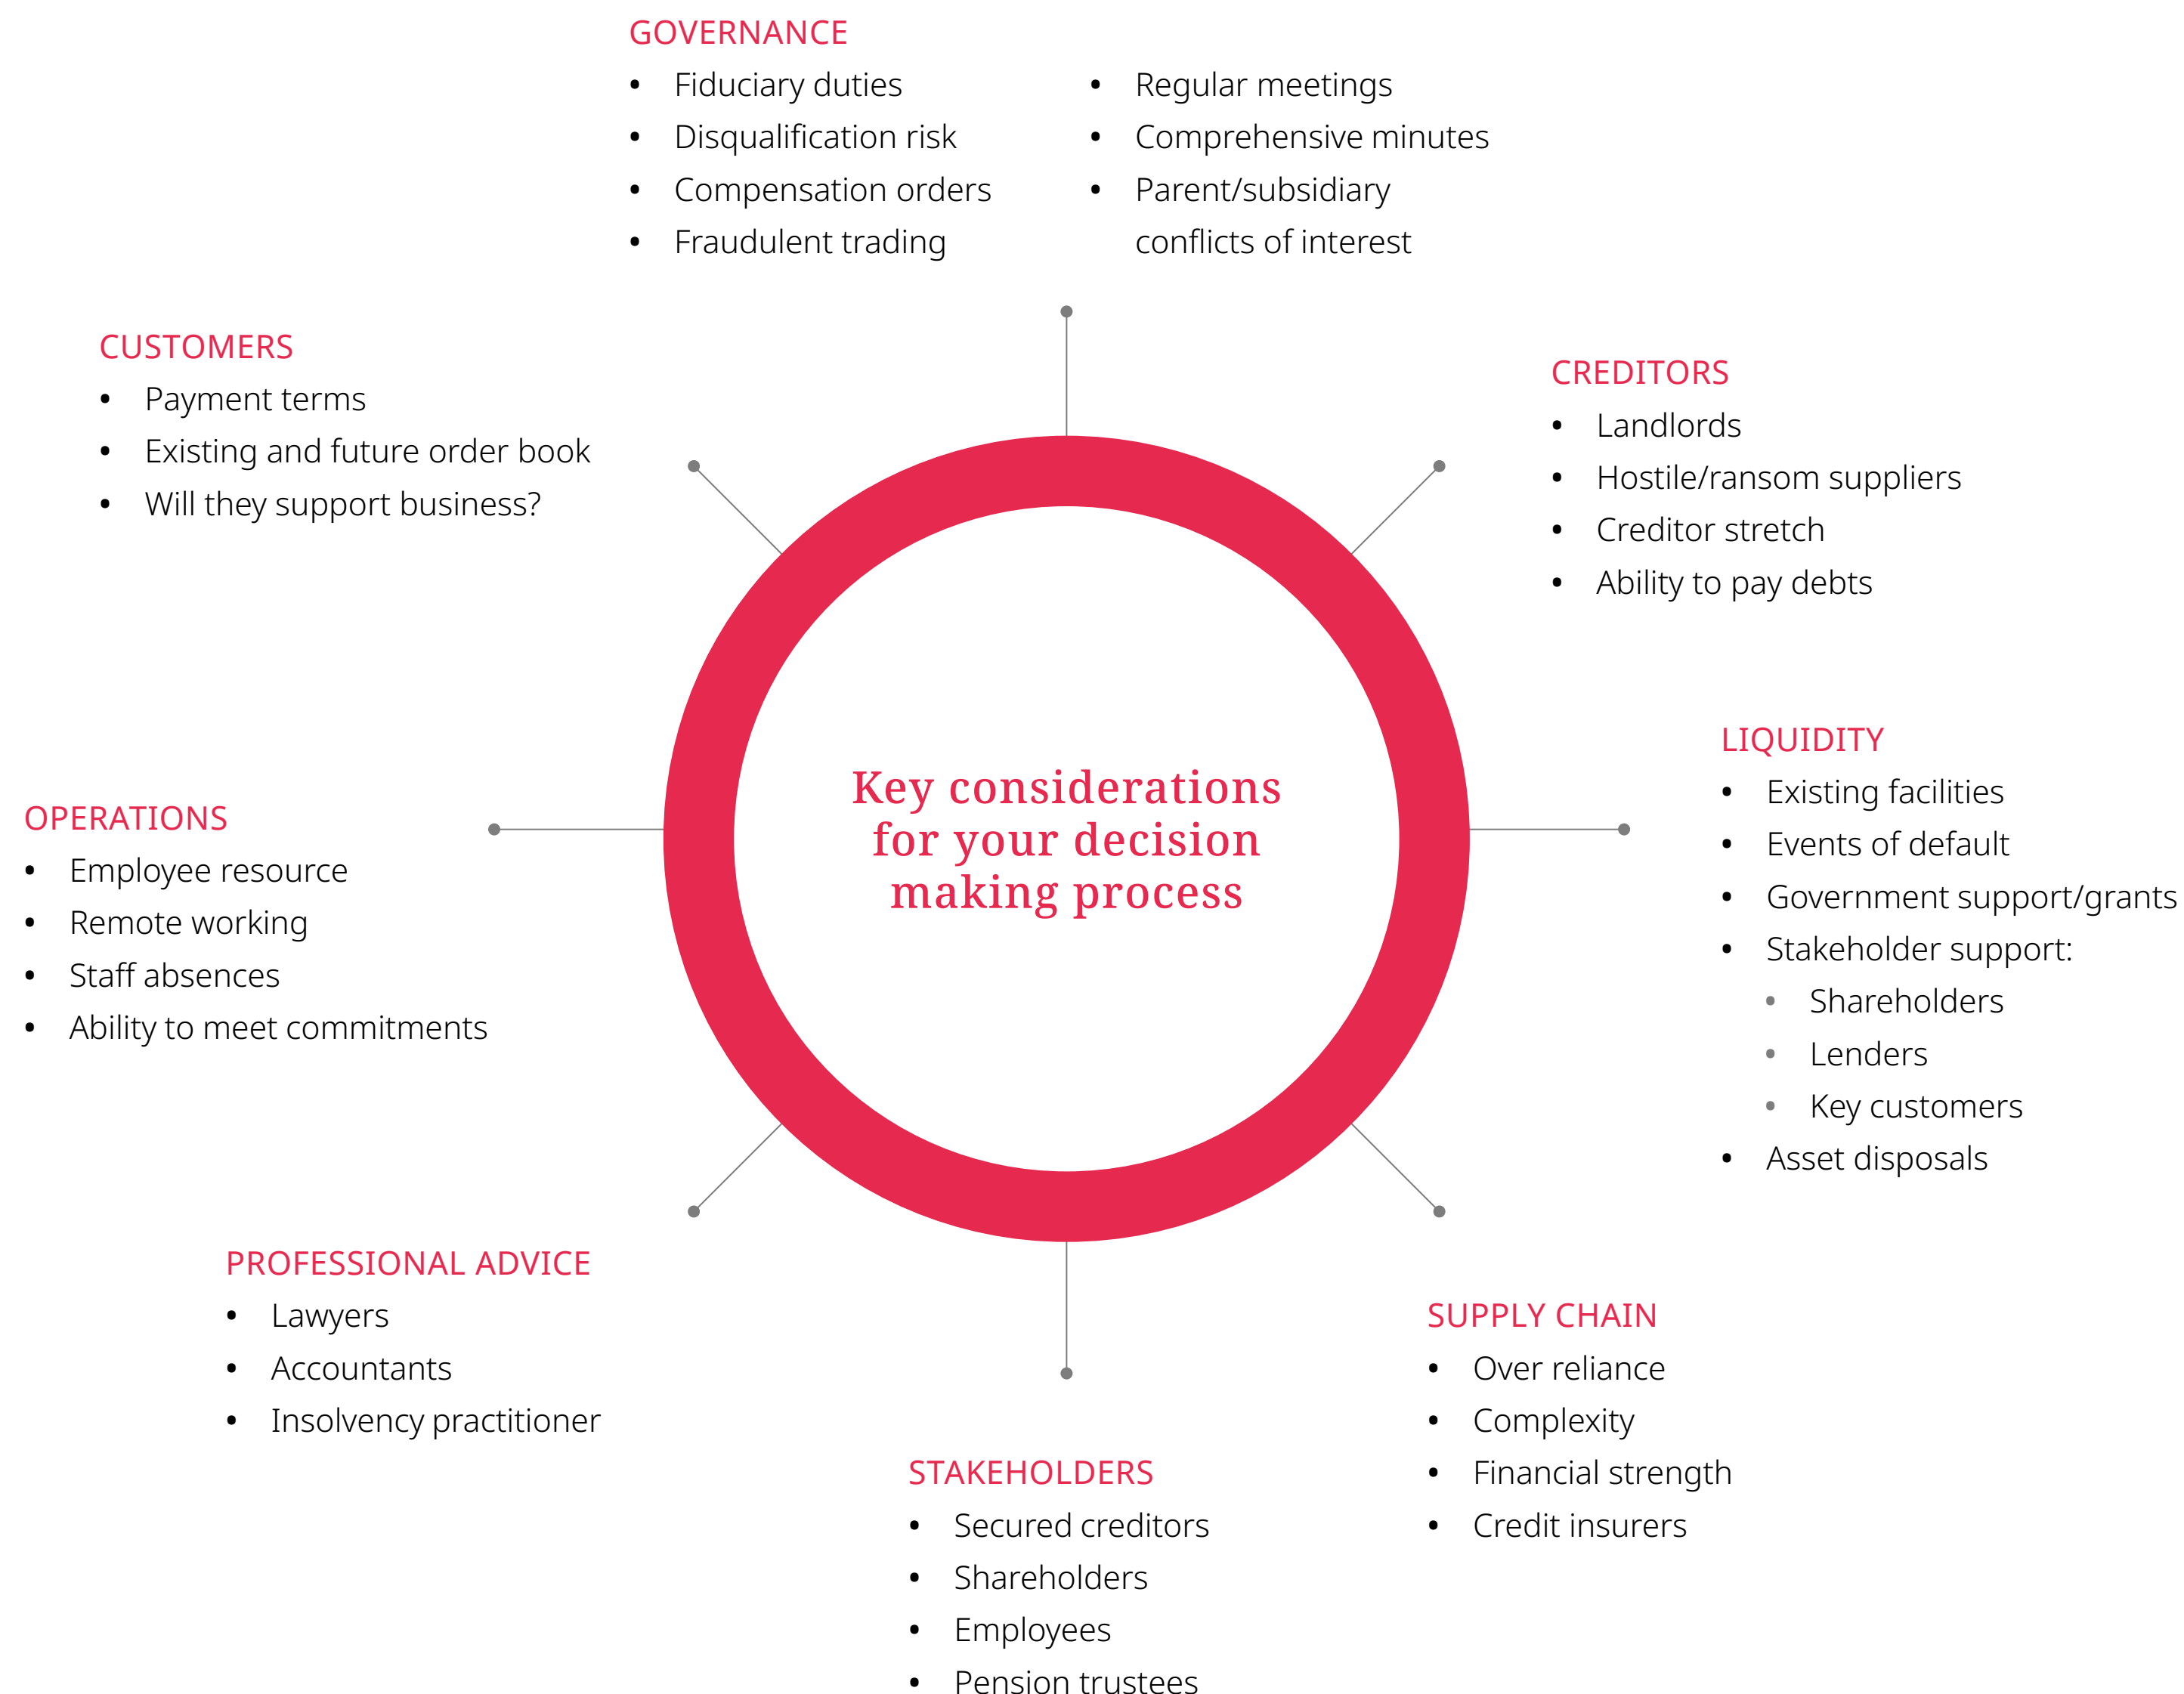 GOVERNANCE
• Fiduciary duties
• Disqualification risk
• Compensation orders
• Fraudulent trading
• Regular meetings
• Comprehensive minutes
• Parent/subsidiary
conflicts of interest
CUSTOMERS
• Payment terms
• Existing and future order book
• Will they support business?
CREDITORS
• Landlords
• Hostile/ransom suppliers
• Creditor stretch
• Ability to pay debts
Key considerations
for your decision
making process
LIQUIDITY
• Existing facilities
• Events of default
• Government support/grants
• Stakeholder support:
• Shareholders
• Lenders
• Key customers
• Asset disposals
OPERATIONS
• Employee resource
• Remote working
• Staff absences
• Ability to meet commitments
PROFESSIONAL ADVICE
• Lawyers
• Accountants
• Insolvency practitioner
SUPPLY CHAIN
• Over reliance
• Complexity
• Financial strength
• Credit insurers
STAKEHOLDERS
• Secured creditors
• Shareholders
• Employees
• Pension trustees